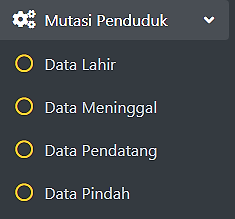 Mutasi Penduduk
Data Lahir
Data Meninggal
Data Pendatang
Data Pindah